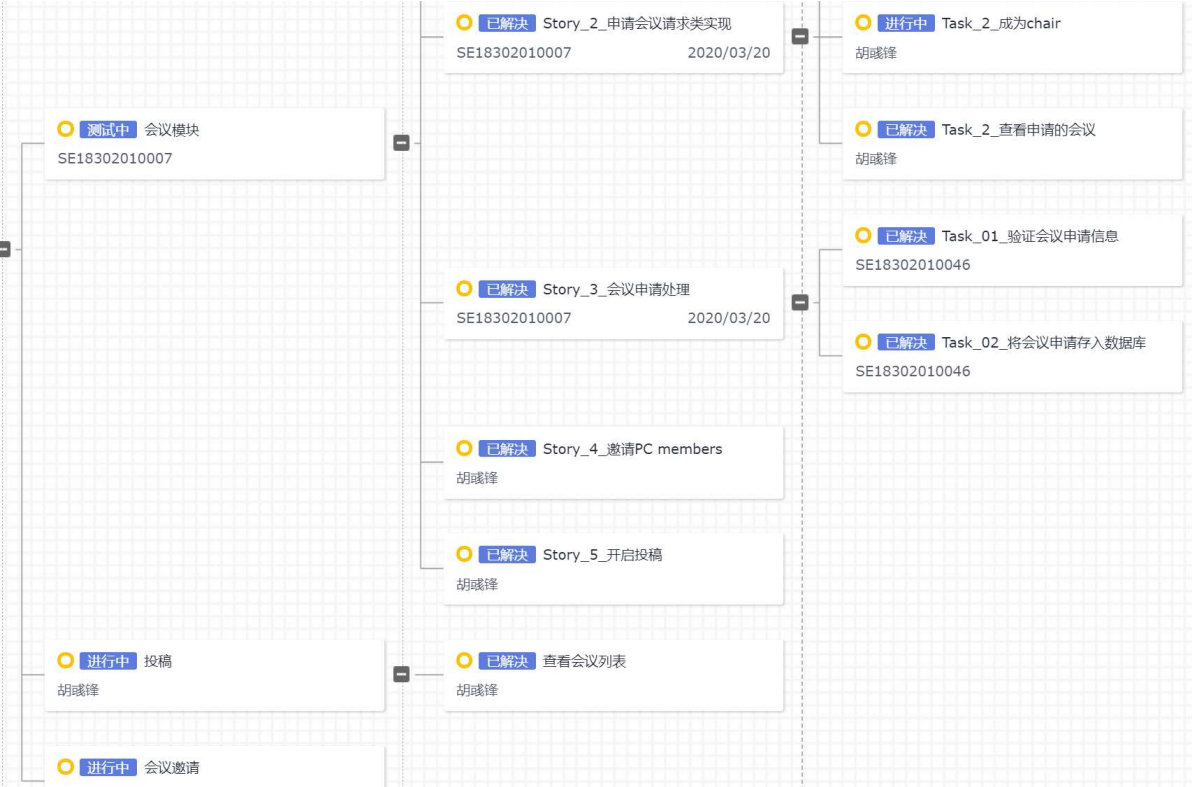 已解决 Story_2_申请会议请求类实现
SE18302010007 2020/03/20
进行中 Task_2_成为chair
胡彧锋
测试中 会议模块
SE18302010007
已解决 Task_2_查看申请的会议
胡彧锋
已解决 Task_01_验证会议申请信息
SE18302010046
已解决 Story_3_会议申请处理
SE18302010007 2020/03/20
已解决 Task_02_将会议申请存入数据库
SE18302010046
已解决 Story_4_邀请PC members
胡彧锋
已解决 Story_5_开启投稿
胡彧锋
进行中 投稿
胡彧锋
已解决 查看会议列表
胡彧锋
进行中 会议邀请